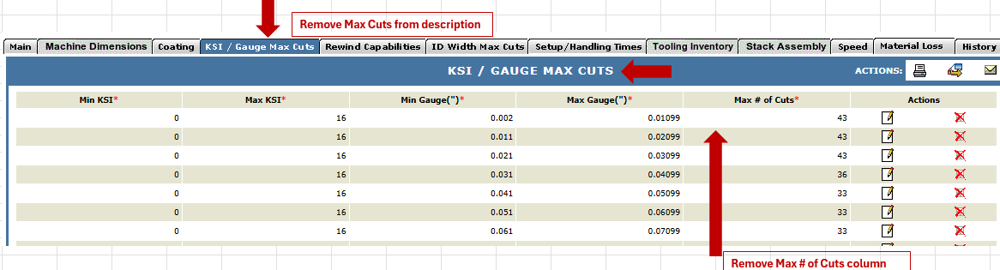 Remove Max Cuts from description
Main Machine Dimensions Coating KSI / Gauge Max Cuts Rewind Capabilities ID Width Max Cuts Setup/Handling Times Tooling Inventory Stack Assembly Speed Material Loss History
KSI / GAUGE MAX CUTS ACTIONS:
Min KSI* Max KSI* Min Gauge(")* Max Gauge(")* Max # of Cuts* Actions
0 16 0.002 0.01099 43
0 16 0.011 0.02099 43
0 16 0.021 0.03099 43
0 16 0.031 0.04099 36
0 16 0.041 0.05099 33
0 16 0.051 0.06099 33
0 16 0.061 0.07099 33
Remove Max # of Cuts column